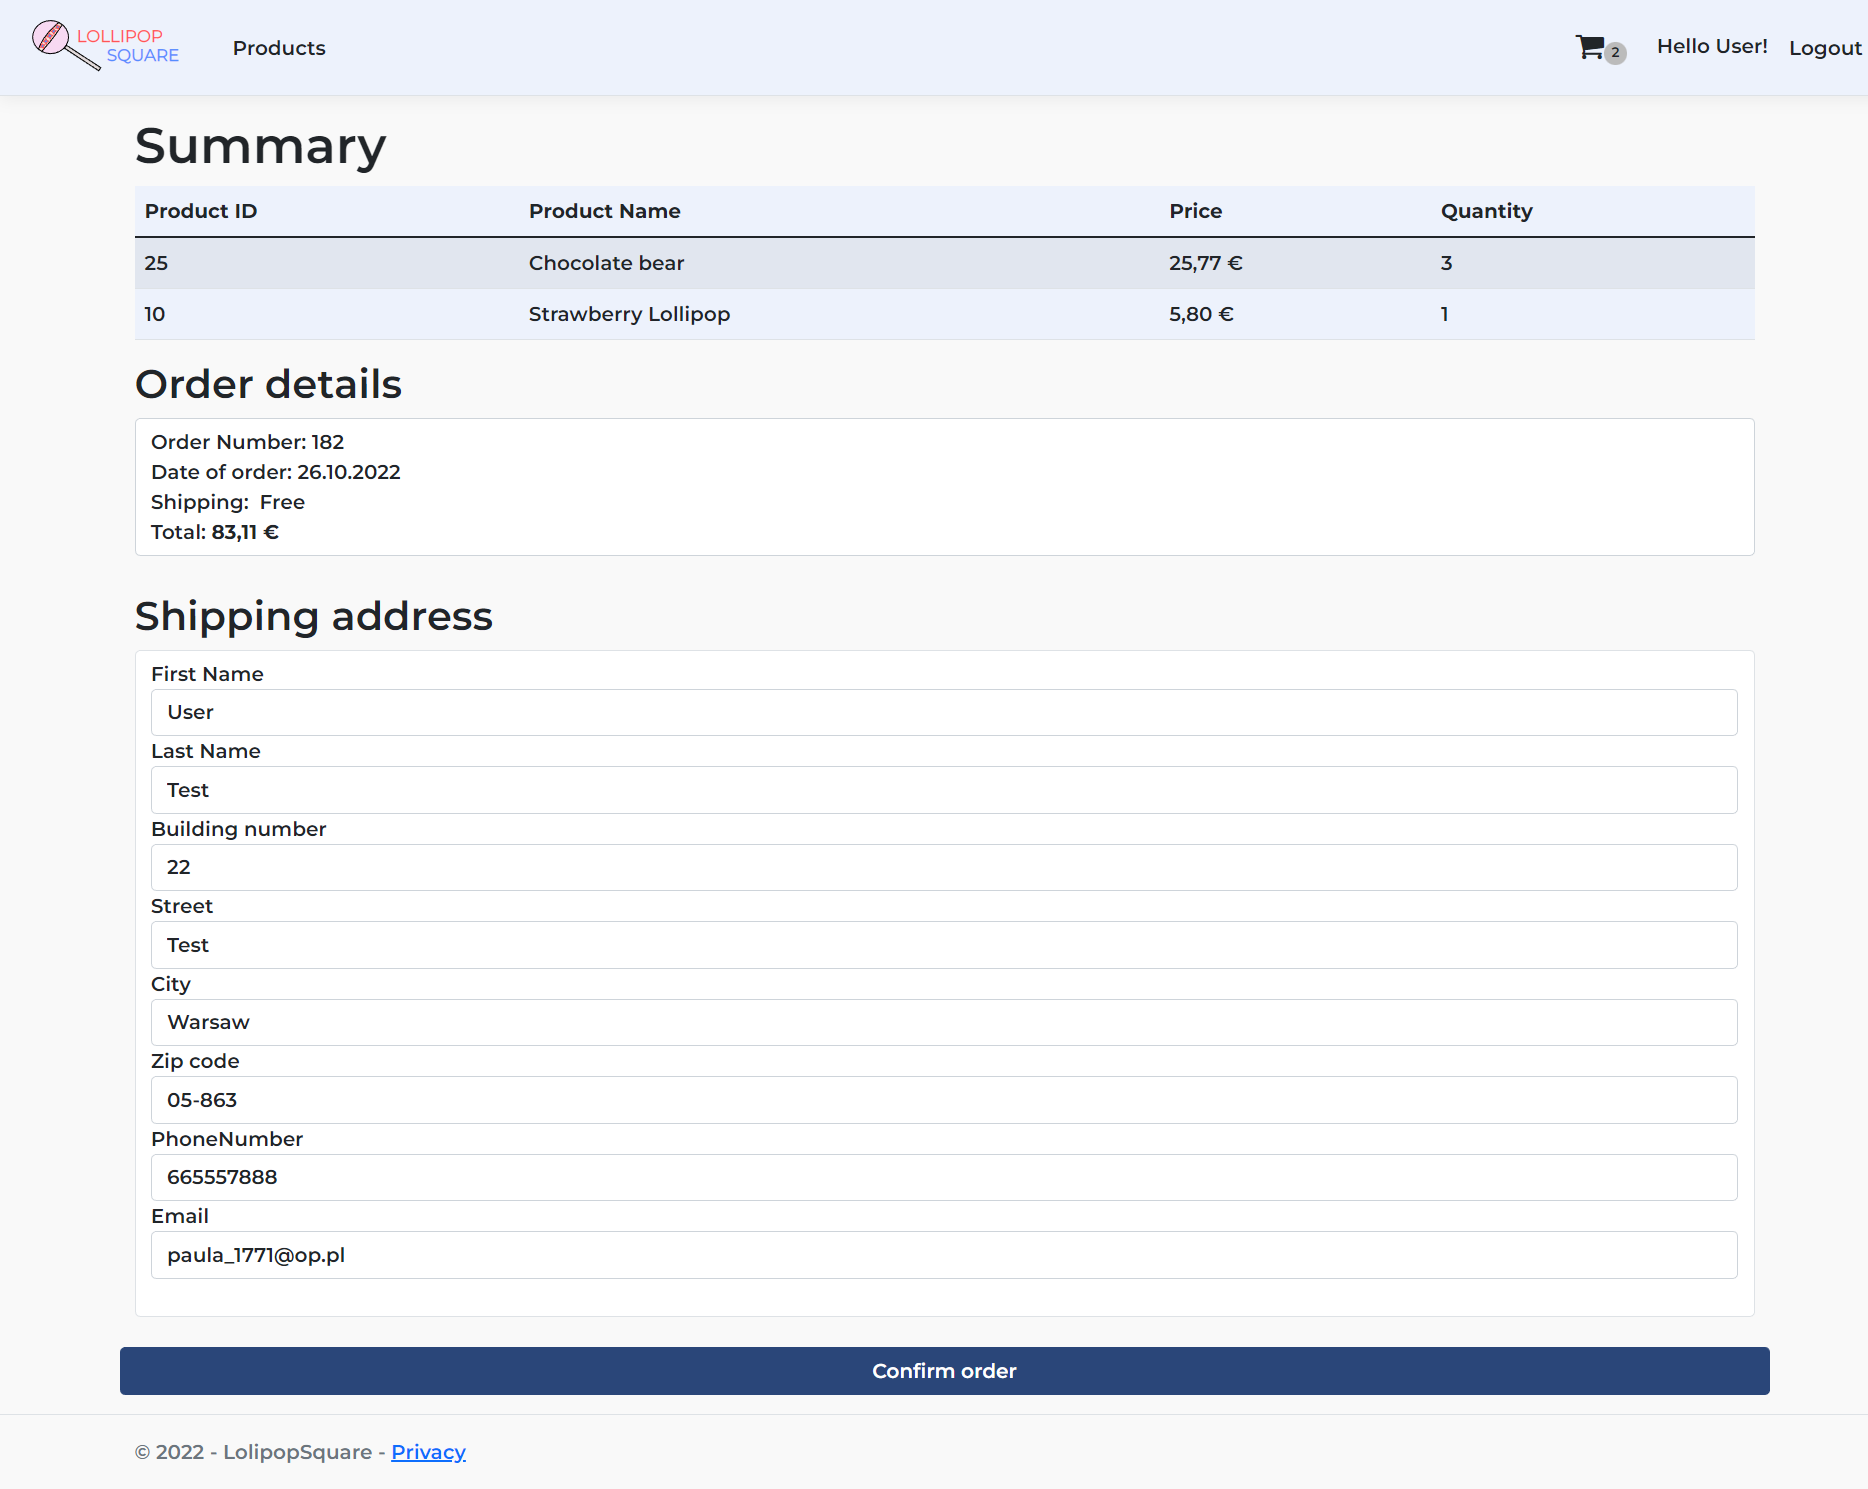 LOLLIPOP
SQUARE
Products
2
Hello User!
Logout
Summary
Product ID Product Name Price Quantity
25 Chocolate bear 25,77 € 3
10 Strawberry Lollipop 5,80 € 1
Order details
Order Number: 182
Date of order: 26.10.2022
Shipping: Free
Total: 83,11 €
Shipping address
First Name
User
Last Name
Test
Building number
22
Street
Test
City
Warsaw
Zip code
05-863
PhoneNumber
665557888
Email
paula_1771@op.pl
Confirm order
© 2022 - LolipopSquare - Privacy